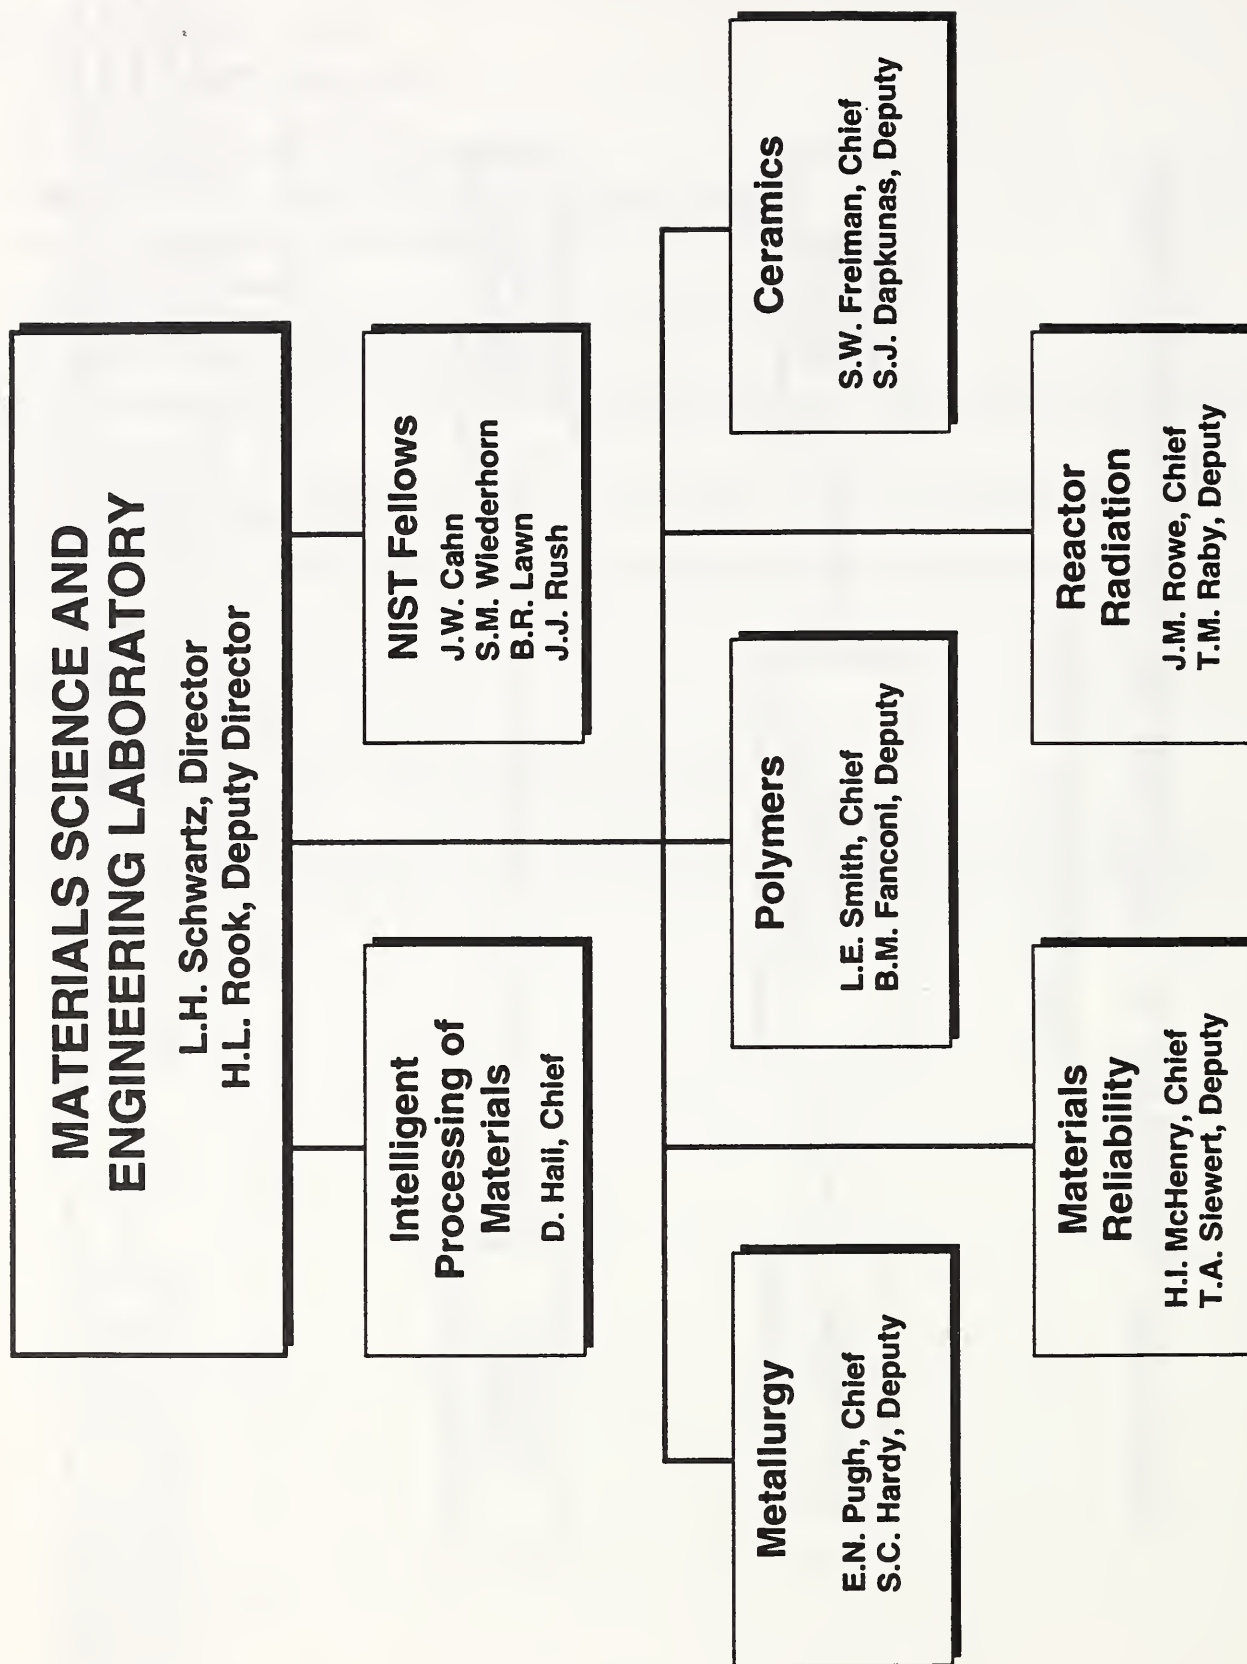 MATERIALS SCIENCE AND
ENGINEERING LABORATORY
L.H. Schwartz, Director
H.L. Rook, Deputy Director
Intelligent
Processing of
Materials
D. Hall, Chief
NIST Fellows
J.W. Cahn
S.M. Wiederhorn
B.R. Lawn
J.J. Rush
Metallurgy
E.N. Pugh, Chief
S.C. Hardy, Deputy
Polymers
L.E. Smith, Chief
B.M. Fanconi, Deputy
Ceramics
S.W. Freiman, Chief
S.J. Dapkunas, Deputy
Materials
Reliability
H.I. McHenry, Chief
T.A. Siewert, Deputy
Reactor
Radiation
J.M. Rowe, Chief
T.M. Raby, Deputy